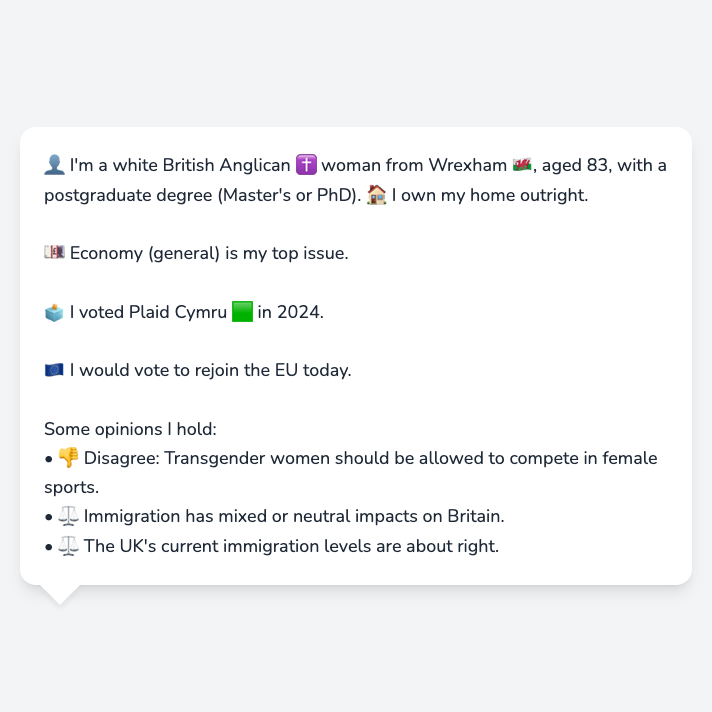 👤 I'm a white British Anglican ✝️ woman from Wrexham 🏴󠁧󠁢󠁷󠁬󠁳󠁿, aged 83, with a
postgraduate degree (Master's or PhD). 🏠 I own my home outright.
💷 Economy (general) is my top issue.
🗳️ I voted Plaid Cymru 🟩 in 2024.
🇪🇺 I would vote to rejoin the EU today.
Some opinions I hold:
• 👎 Disagree: Transgender women should be allowed to compete in female
sports.
• ⚖️ Immigration has mixed or neutral impacts on Britain.
• ⚖️ The UK's current immigration levels are about right.